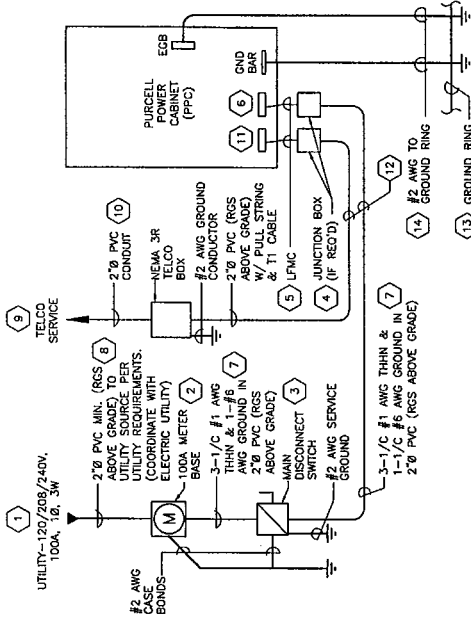 1
UTILITY-120/208/240V,
100A, 1Ø, 3W
2"Ø PVC MIN. (RGS
ABOVE GRADE) TO
UTILITY SOURCE PER
UTILITY REQUIREMENTS.
(COORDINATE WITH
ELECTRIC UTILITY)
8
M
100A METER
BASE
2
3-1/C #1 AWG
THHN & 1-#6
AWG GROUND IN
2"Ø PVC (RGS
ABOVE GRADE)
7
MAIN
DISCONNECT
SWITCH
3
#2 AWG
CASE
BONDS
#2 AWG SERVICE
GROUND
3-1/C #1 AWG THHN &
1-1/C #6 AWG GROUND IN
2"Ø PVC (RGS ABOVE GRADE)
7
9
TELCO
SERVICE
2"Ø PVC
CONDUIT
10
NEMA 3R
TELCO
BOX
#2 AWG GROUND
CONDUCTOR
2"Ø PVC (RGS
ABOVE GRADE)
W/ PULL STRING
& T1 CABLE
5
LFMC
4
JUNCTION BOX
(IF REQ'D)
PURCELL
POWER
CABINET
(PPC)
EGB
GND
BAR
11
6
12
14
#2 AWG TO
GROUND RING
13
GROUND RING